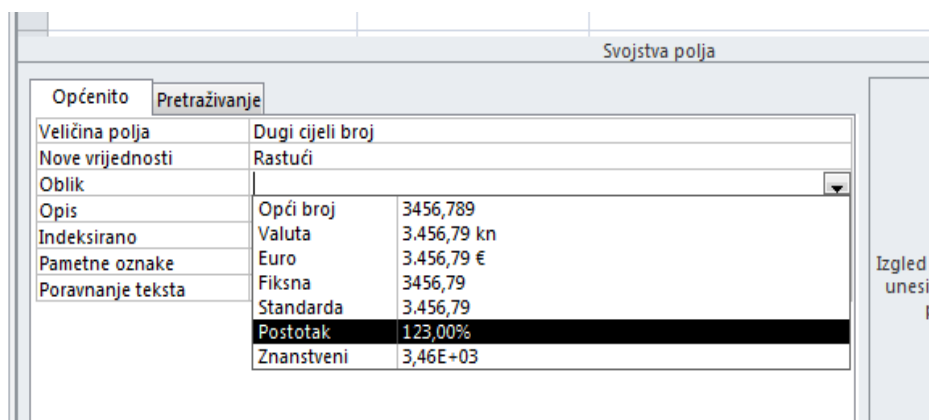 Svojstva polja
Općenito Pretraživanje
Veličina polja Dugi cijeli broj
Nove vrijednosti Rastući
Oblik
Opis Opći broj 3456,789
Indeksirano Valuta 3.456,79 kn
Pametne oznake Euro 3.456,79 €
Poravnanje teksta Fiksna 3456,79
Standarda 3.456,79
Postotak 123,00%
Znanstveni 3,46E+03
Izgled
unesi